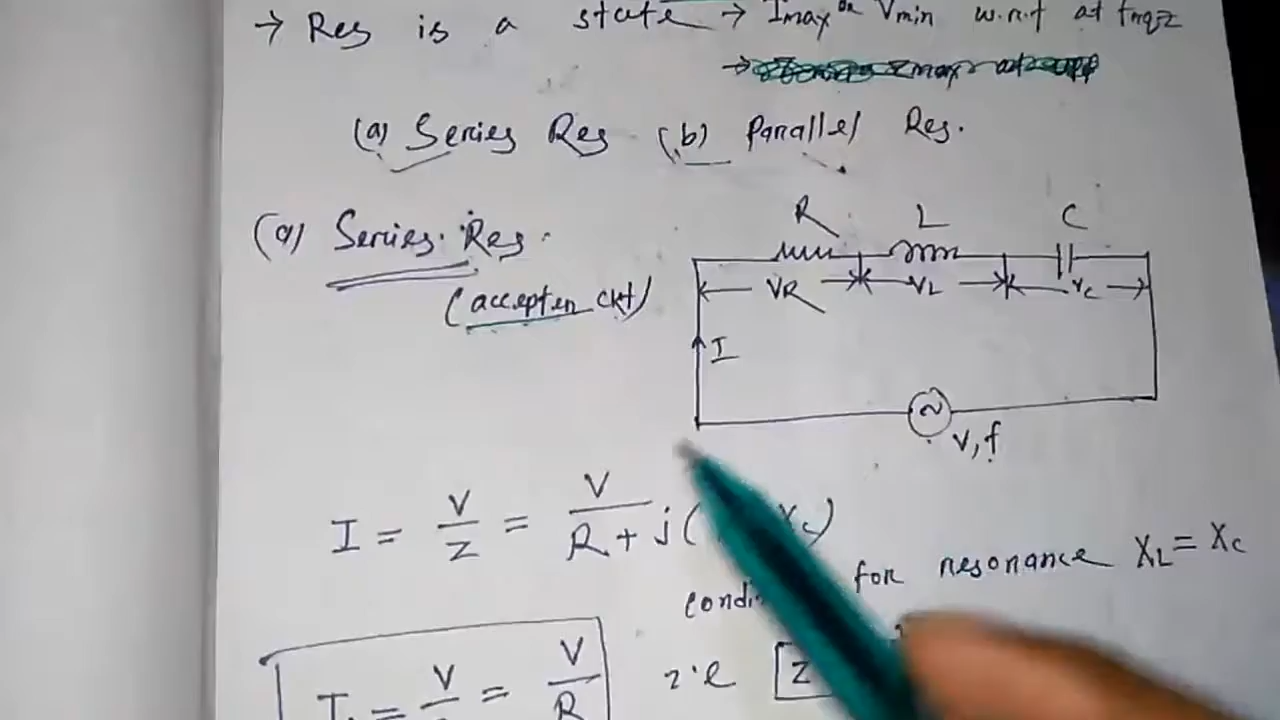 → Res is a state → Imax or Vmin w.r.t at frqz
(a) Series Res (b) Parallel Res.
(a) Series Res.
(acceptor ckt)
R L C
VR VL VC
I
V, f
I = V/Z = V/R + j( Xc)
for resonance XL = XC
i.e Z
V = V/R